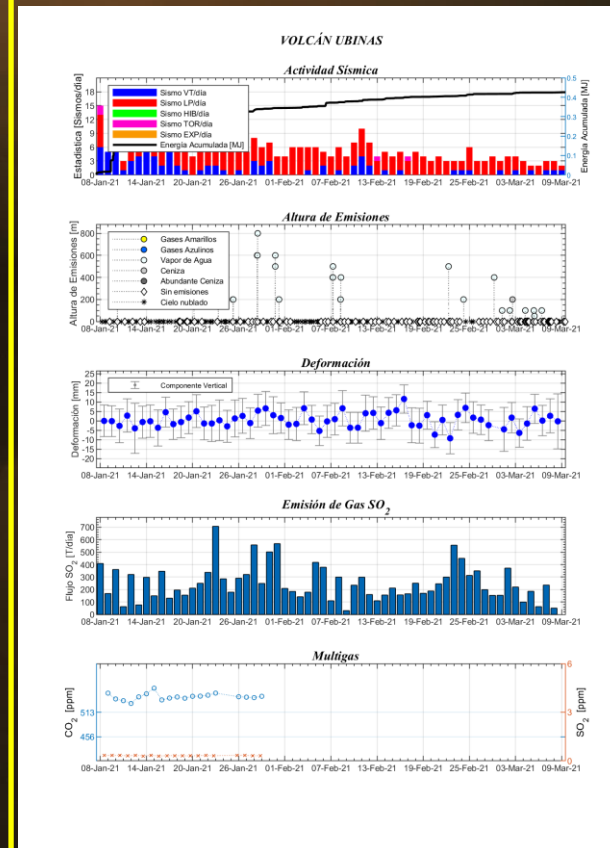 VOLCÁN UBINAS
Actividad Sísmica
Estadística [Sismos/día]
18
15
12
9
6
3
0
Sismo VT/día
Sismo LP/día
Sismo HIB/día
Sismo TOR/día
Sismo EXP/día
Energía Acumulada [MJ]
0.5
0.4
0.3
0.2
0.1
0
Energía Acumulada [MJ]
08-Jan-21 14-Jan-21 20-Jan-21 26-Jan-21 01-Feb-21 07-Feb-21 13-Feb-21 19-Feb-21 25-Feb-21 03-Mar-21 09-Mar-21
Altura de Emisiones
Altura de Emisiones [m]
800
600
400
200
0
Gases Amarillos
Gases Azulinos
Vapor de Agua
Ceniza
Abundante Ceniza
Sin emisiones
Cielo nublado
08-Jan-21 14-Jan-21 20-Jan-21 26-Jan-21 01-Feb-21 07-Feb-21 13-Feb-21 19-Feb-21 25-Feb-21 03-Mar-21 09-Mar-21
Deformación
Deformación [mm]
25
20
15
10
5
0
-5
-10
-15
-20
Componente Vertical
08-Jan-21 14-Jan-21 20-Jan-21 26-Jan-21 01-Feb-21 07-Feb-21 13-Feb-21 19-Feb-21 25-Feb-21 03-Mar-21 09-Mar-21
Emisión de Gas SO2
Flujo SO2 [T/día]
700
600
500
400
300
200
100
0
08-Jan-21 14-Jan-21 20-Jan-21 26-Jan-21 01-Feb-21 07-Feb-21 13-Feb-21 19-Feb-21 25-Feb-21 03-Mar-21 09-Mar-21
Multigas
CO2 [ppm]
513
456
6
3
0
SO2 [ppm]
08-Jan-21 14-Jan-21 20-Jan-21 26-Jan-21 01-Feb-21 07-Feb-21 13-Feb-21 19-Feb-21 25-Feb-21 03-Mar-21 09-Mar-21